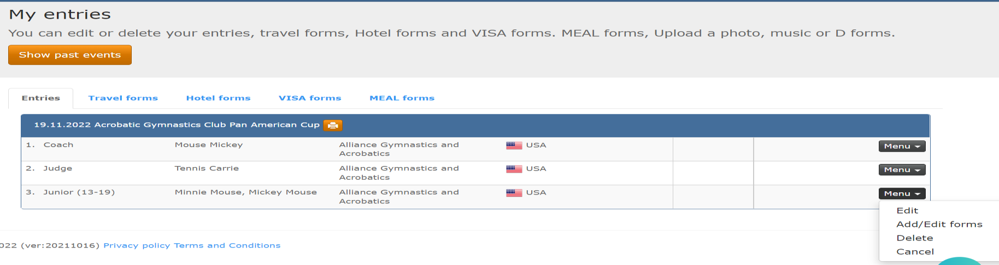 My entries
You can edit or delete your entries, travel forms, Hotel forms and VISA forms. MEAL forms, Upload a photo, music or D forms.
Show past events
Entries Travel forms Hotel forms VISA forms MEAL forms
19.11.2022 Acrobatic Gymnastics Club Pan American Cup
1. Coach Mouse Mickey Alliance Gymnastics and USA Menu
Acrobatics
2. Judge Tennis Carrie Alliance Gymnastics and USA Menu
Acrobatics
3. Junior (13-19) Minnie Mouse, Mickey Mouse Alliance Gymnastics and USA Menu
Acrobatics
Edit
Add/Edit forms
Delete
Cancel
022 (ver:20211016) Privacy policy Terms and Conditions